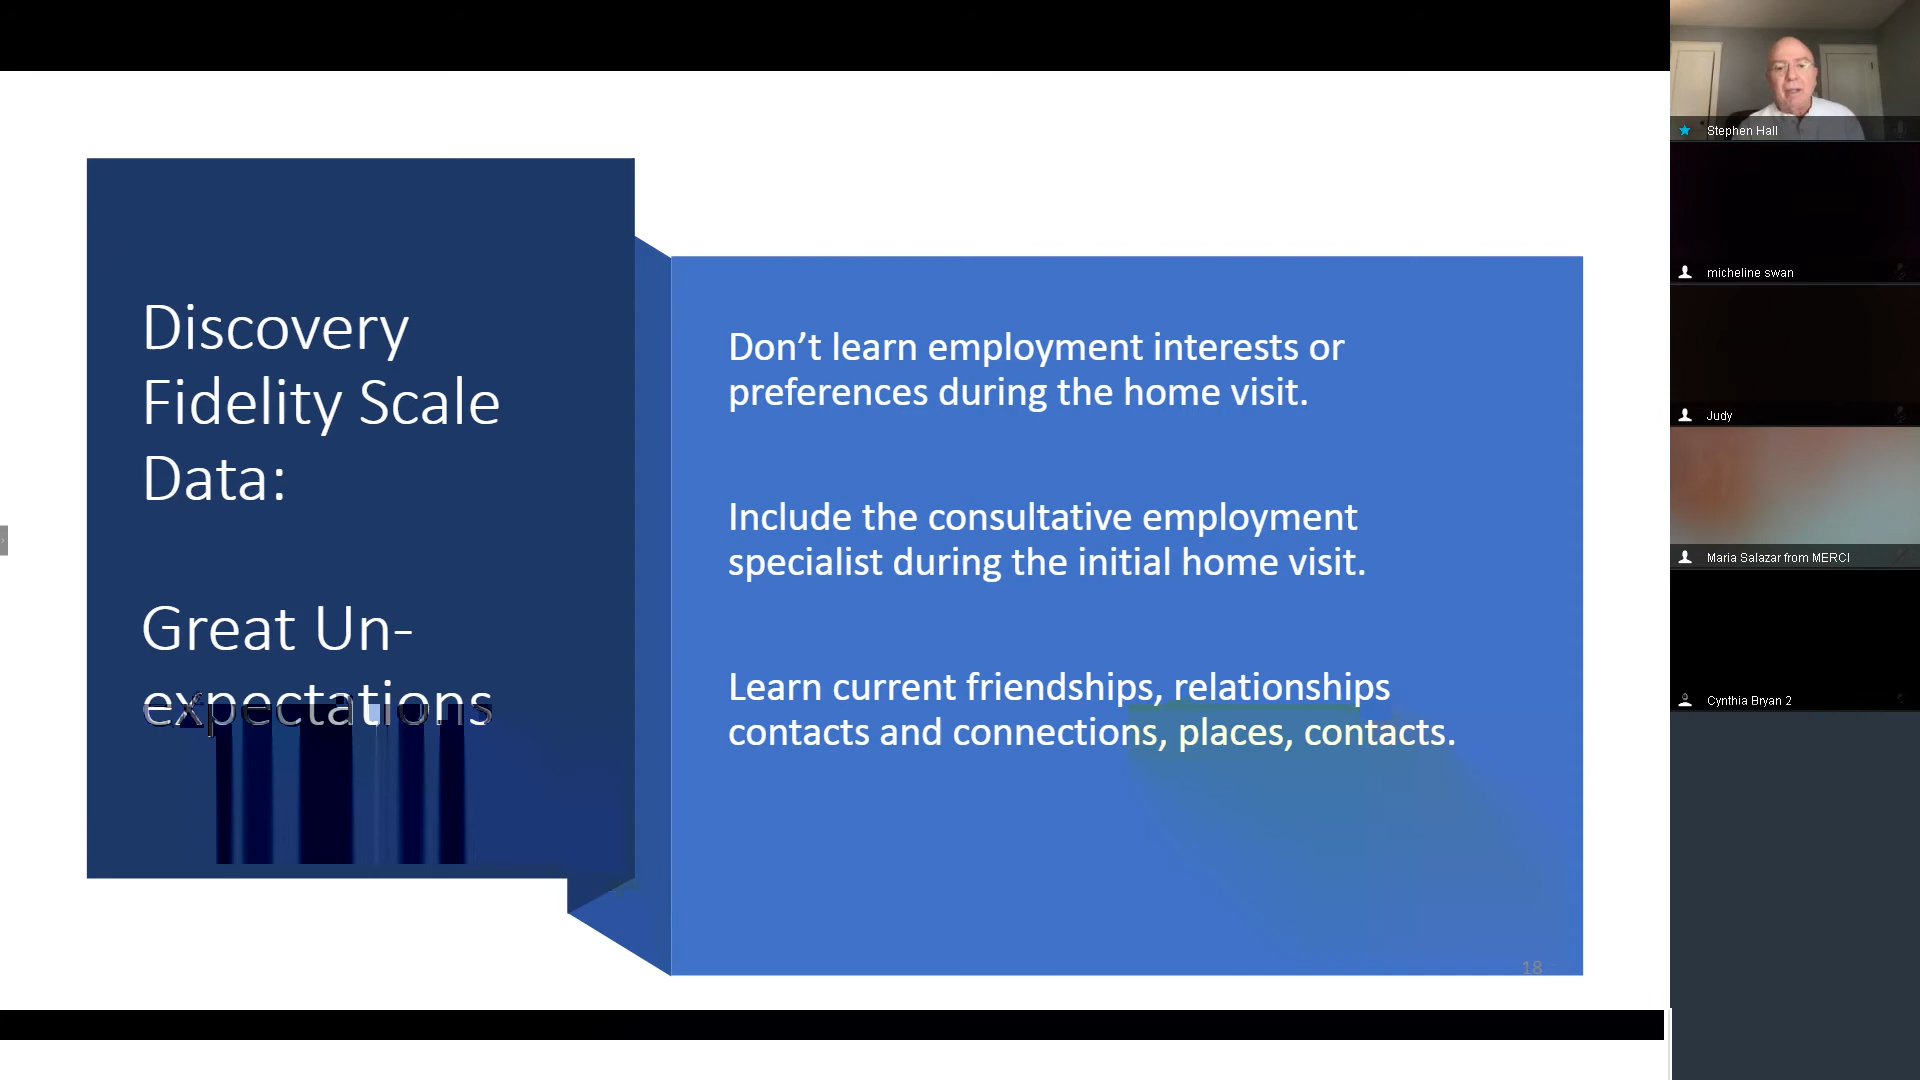 Discovery
Fidelity Scale
Data:
Great Un-
expectations
Don’t learn employment interests or
preferences during the home visit.
Include the consultative employment
specialist during the initial home visit.
Learn current friendships, relationships
contacts and connections, places, contacts.
18
Stephen Hall
micheline swan
Judy
Maria Salazar from MERCI
Cynthia Bryan 2